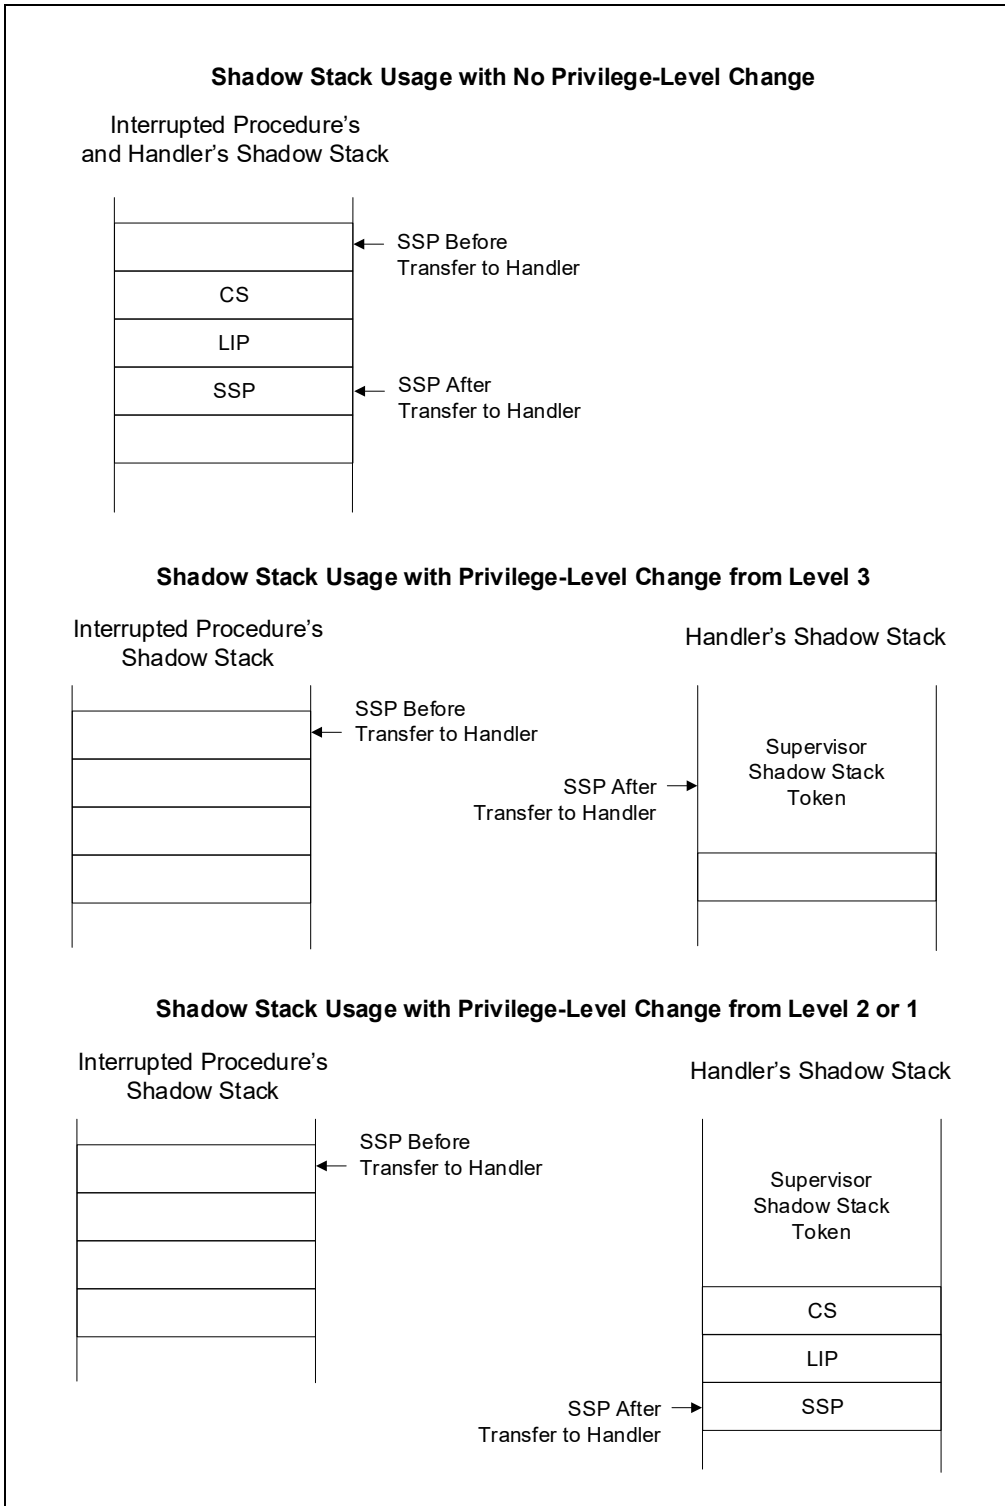 Shadow Stack Usage with No Privilege-Level Change
Interrupted Procedure’s
and Handler’s Shadow Stack
SSP Before
Transfer to Handler
CS
LIP
SSP
SSP After
Transfer to Handler
Shadow Stack Usage with Privilege-Level Change from Level 3
Interrupted Procedure’s
Shadow Stack
Handler’s Shadow Stack
SSP Before
Transfer to Handler
Supervisor
Shadow Stack
Token
SSP After
Transfer to Handler
Shadow Stack Usage with Privilege-Level Change from Level 2 or 1
Interrupted Procedure’s
Shadow Stack
Handler’s Shadow Stack
SSP Before
Transfer to Handler
Supervisor
Shadow Stack
Token
CS
LIP
SSP
SSP After
Transfer to Handler